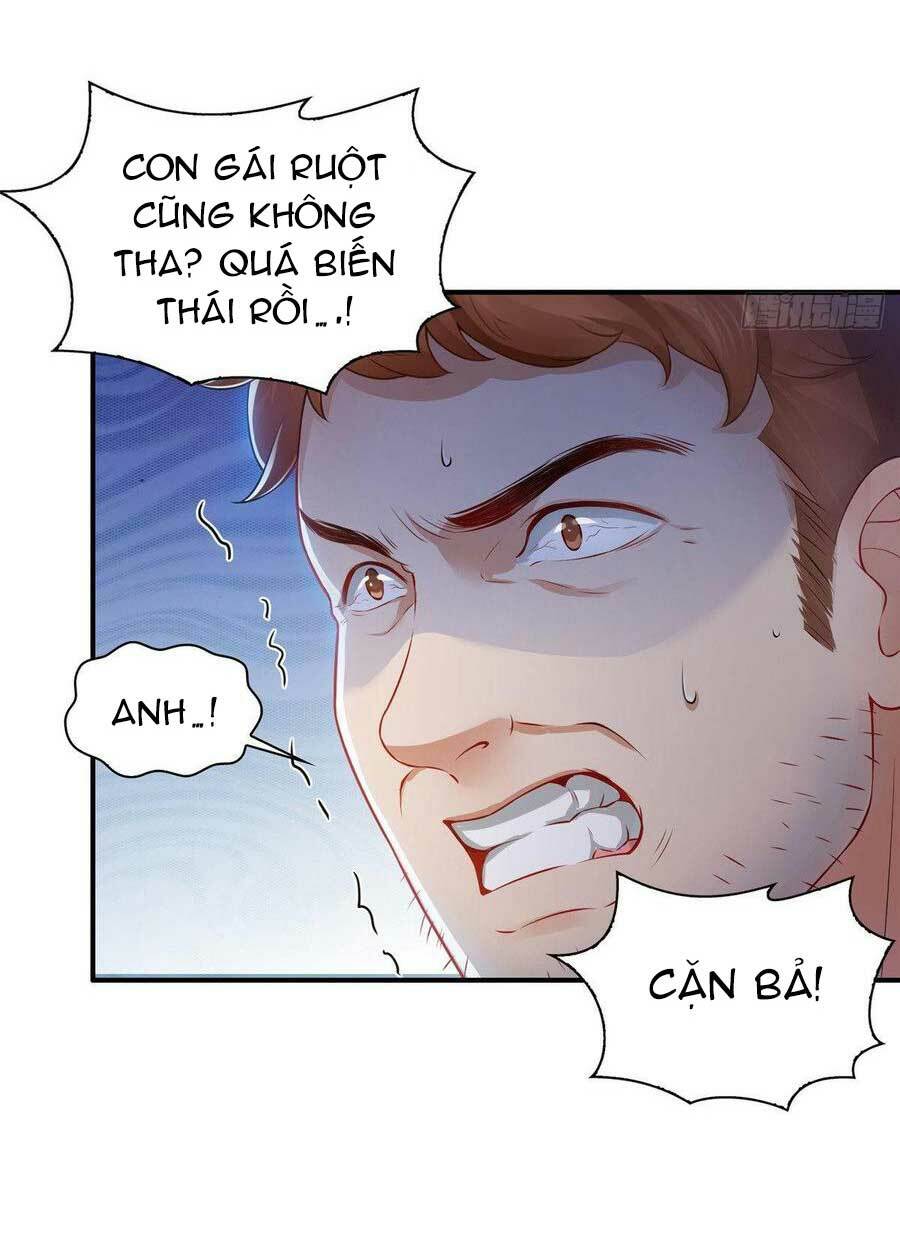 CON GÁI RUỘT
CŨNG KHÔNG
THA? QUÁ BIẾN
THÁI RỒI... .!
ANH...!
CẶN BẢ!